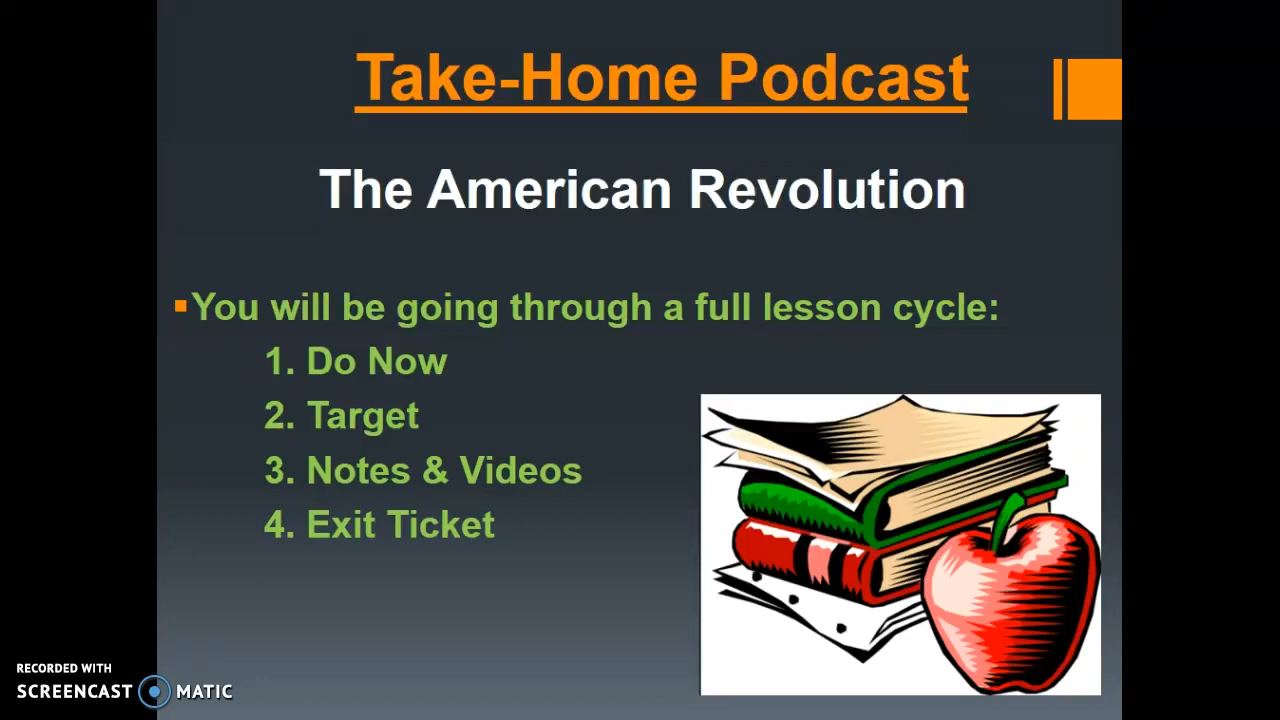 Take-Home Podcast
The American Revolution
You will be going through a full lesson cycle:
1. Do Now
2. Target
3. Notes & Videos
4. Exit Ticket
RECORDED WITH
SCREENCAST MATIC